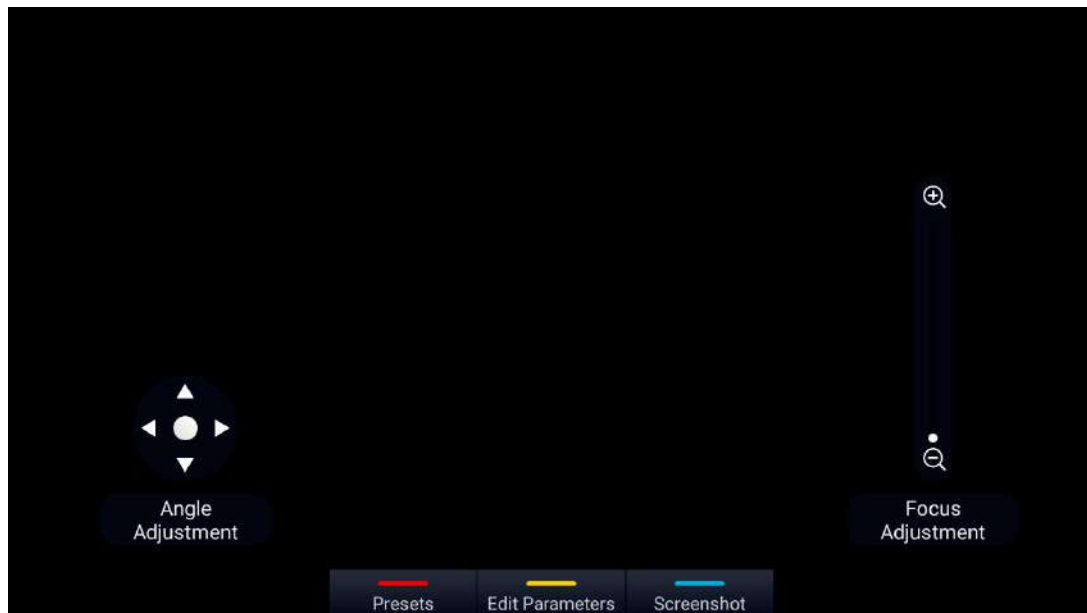 Angle
Adjustment
Focus
Adjustment
Presets
Edit Parameters
Screenshot